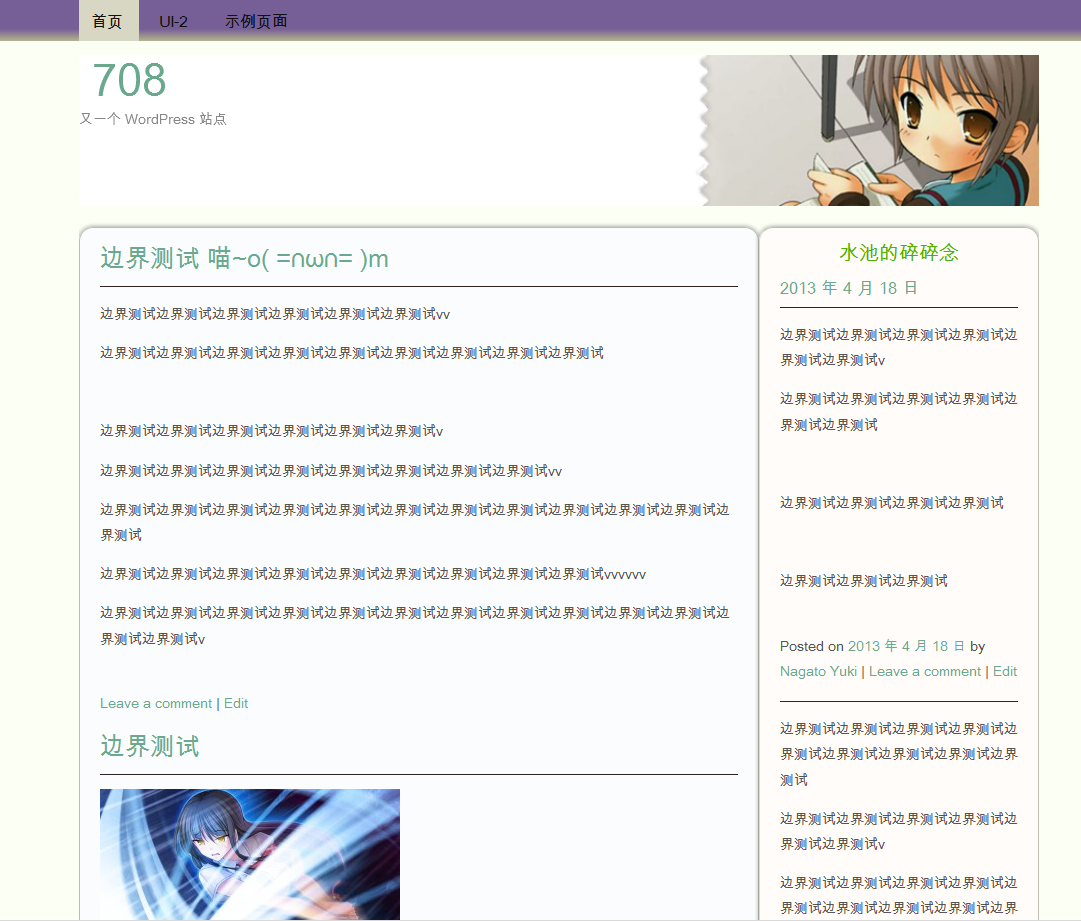 首页 UI-2 示例页面
708
又一个 WordPress 站点
边界测试 喵~o( =∩ω∩= )m
边界测试边界测试边界测试边界测试边界测试边界测试vv
边界测试边界测试边界测试边界测试边界测试边界测试边界测试边界测试边界测试
边界测试边界测试边界测试边界测试边界测试边界测试v
边界测试边界测试边界测试边界测试边界测试边界测试边界测试边界测试vv
边界测试边界测试边界测试边界测试边界测试边界测试边界测试边界测试边界测试边界测试边界测试边
界测试
边界测试边界测试边界测试边界测试边界测试边界测试边界测试边界测试边界测试vvvvvv
边界测试边界测试边界测试边界测试边界测试边界测试边界测试边界测试边界测试边界测试边界测试边
界测试边界测试v
Leave a comment | Edit
边界测试
水池的碎碎念
2013 年 4 月 18 日
边界测试边界测试边界测试边界测试边
界测试边界测试v
边界测试边界测试边界测试边界测试边
界测试边界测试
边界测试边界测试边界测试边界测试
边界测试边界测试边界测试
Posted on 2013 年 4 月 18 日 by
Nagato Yuki | Leave a comment | Edit
边界测试边界测试边界测试边界测试边
界测试边界测试边界测试边界测试边界
测试
边界测试边界测试边界测试边界测试边
界测试边界测试v
边界测试边界测试边界测试边界测试边
界测试边界测试边界测试边界测试边界